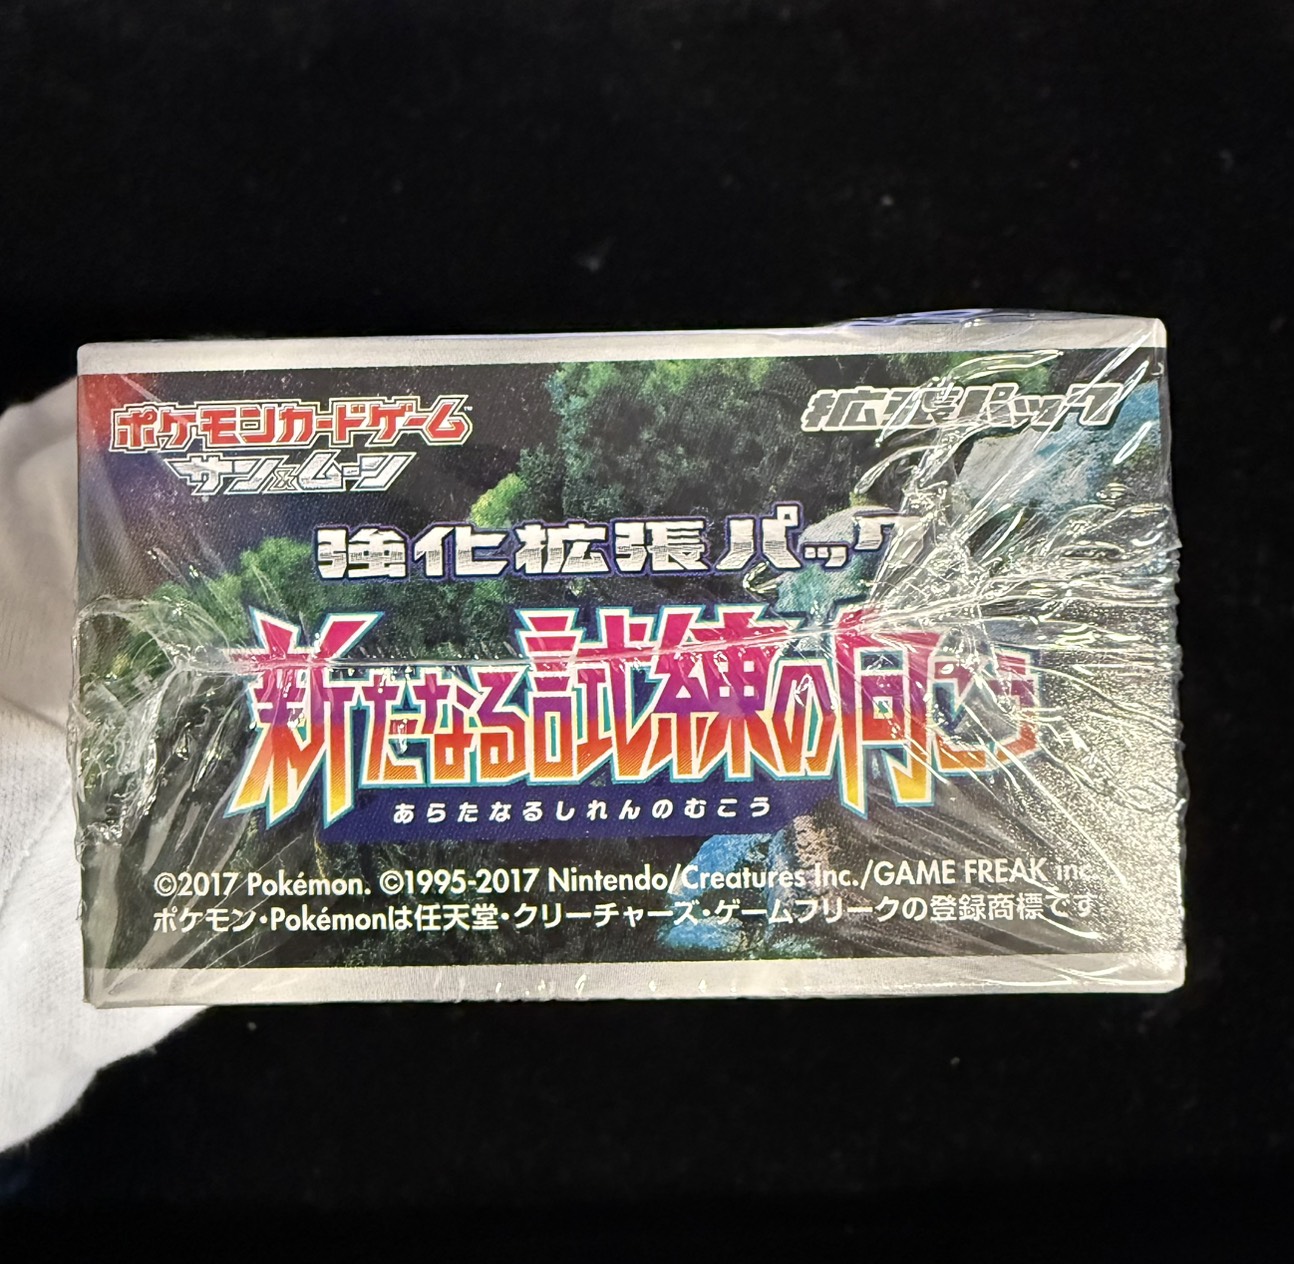 ポケモンカードゲーム
サン&ムーン
拡張パック
強化拡張パック
新たなる試練の向こう
あらたなるしれんのむこう
©2017 Pokémon. ©1995-2017 Nintendo/Creatures Inc./GAME FREAK inc.
ポケモン・Pokémonは任天堂・クリーチャーズ・ゲームフリークの登録商標です